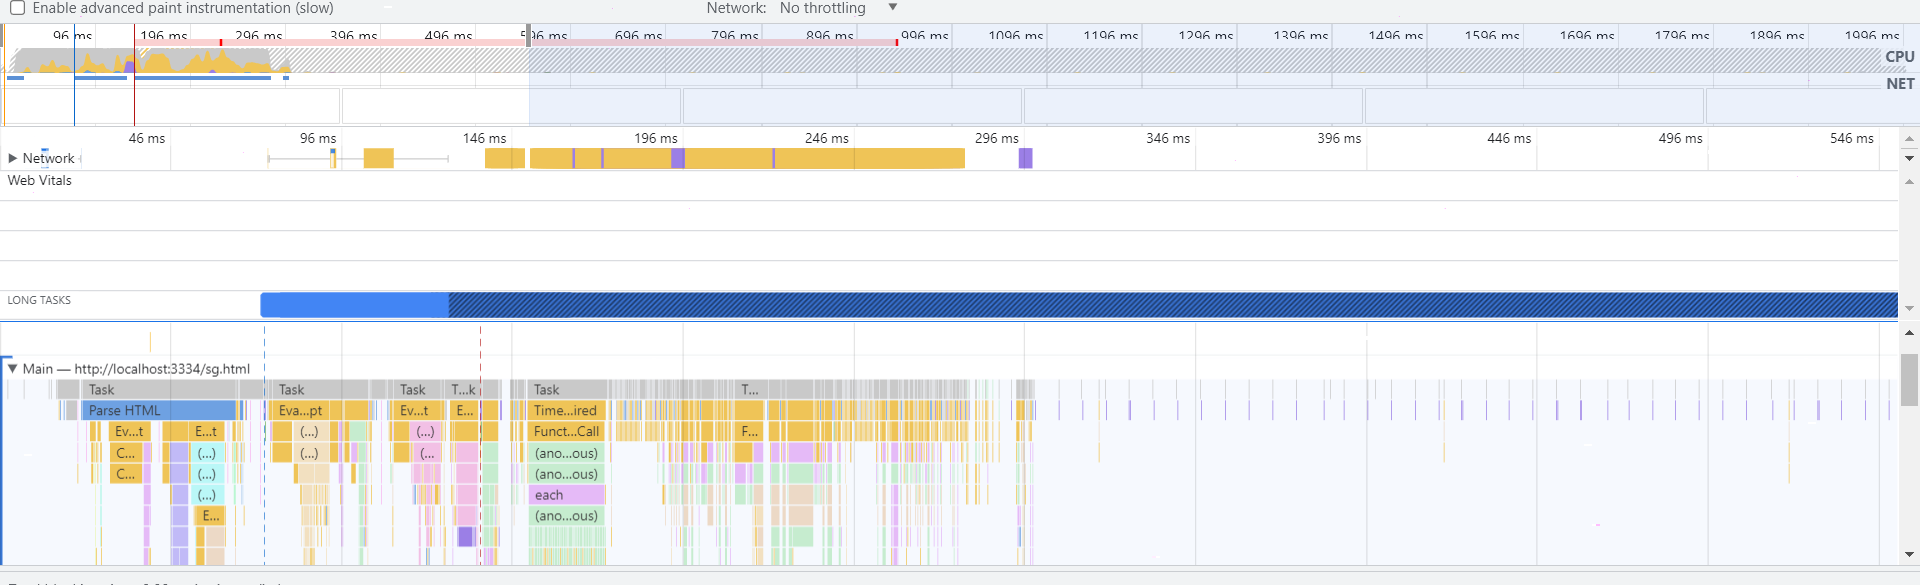 Enable advanced paint instrumentation (slow) Network: No throttling
96 ms 196 ms 296 ms 396 ms 496 ms 696 ms 796 ms 896 ms 996 ms 1096 ms 1196 ms 1296 ms 1396 ms 1496 ms 1596 ms 1696 ms 1796 ms 1896 ms 1996 ms
CPU
NET
46 ms 96 ms 146 ms 196 ms 246 ms 296 ms 346 ms 396 ms 446 ms 496 ms 546 ms
Network
Web Vitals
LONG TASKS
Main — http://localhost:3334/sg.html
Task Task Task T...k Task T...
Parse HTML Eva...pt Ev...t E... Time...ired
Ev...t E...t (...) (...) Funct...Call F...
C... (...) (...) (... (ano...ous)
C... (...) (ano...ous)
(...) each
E... (ano...ous)